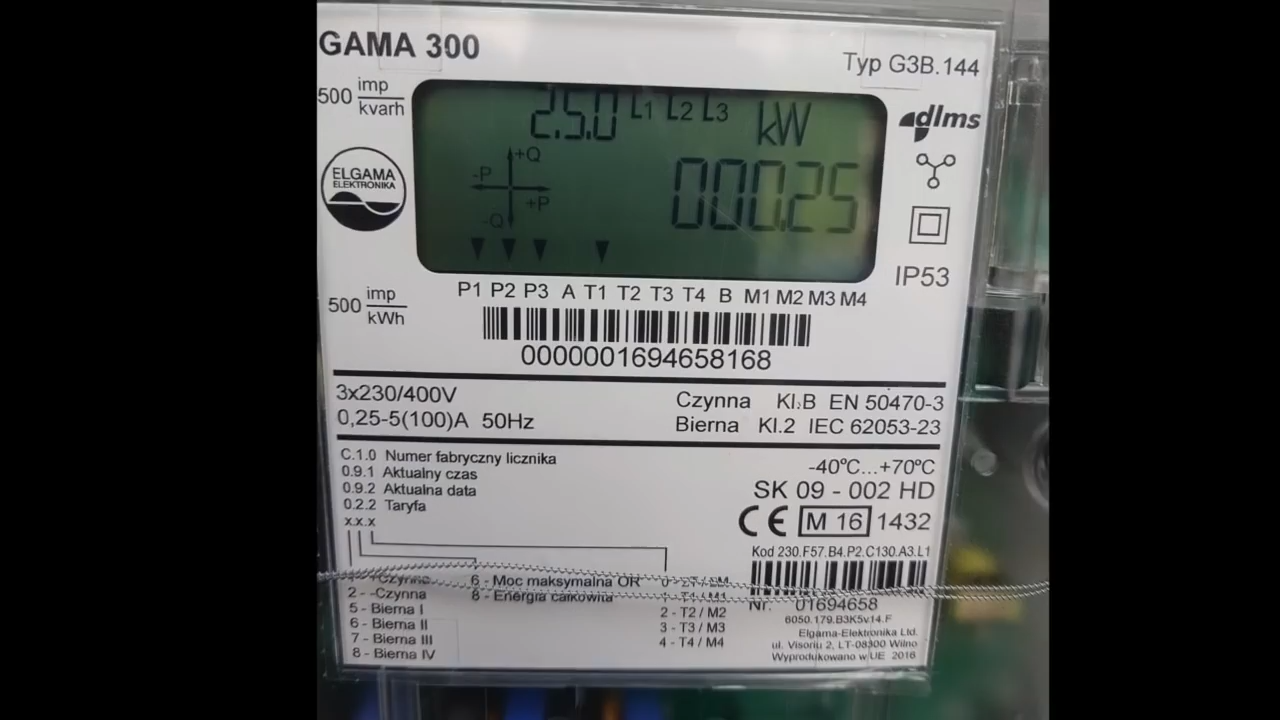 GAMA 300
Typ G3B.144
500 imp
kvarh
2.5.0 L1 L2 L3 kW
dlms
+Q
-P
+P
-Q
000.25
ELGAMA
ELEKTRONIKA
IP53
P1 P2 P3 A T1 T2 T3 T4 B M1 M2 M3 M4
500 imp
kWh
0000001694658168
3x230/400V
0,25-5(100)A 50Hz
Czynna Kl.B EN 50470-3
Bierna Kl.2 IEC 62053-23
C.1.0 Numer fabryczny licznika
0.9.1 Aktualny czas
0.9.2 Aktualna data
0.2.2 Taryfa
x.x.x
-40°C...+70°C
SK 09 - 002 HD
CE M 16 1432
Kod 230.F57.B4.P2.C130.A3.L1
+Czynna
2 - -Czynna
5 - Bierna I
6 - Bierna II
7 - Bierna III
8 - Bierna IV
6 - Moc maksymalna OR
8 - Energia całkowita
2 - T2 / M2
3 - T3 / M3
4 - T4 / M4
Nr. 01694658
6050.179.B3K5v14.F
Elgama-Elektronika Ltd.
ul. Visoriu 2, LT-08300 Wilno
Wyprodukowano w UE 2016